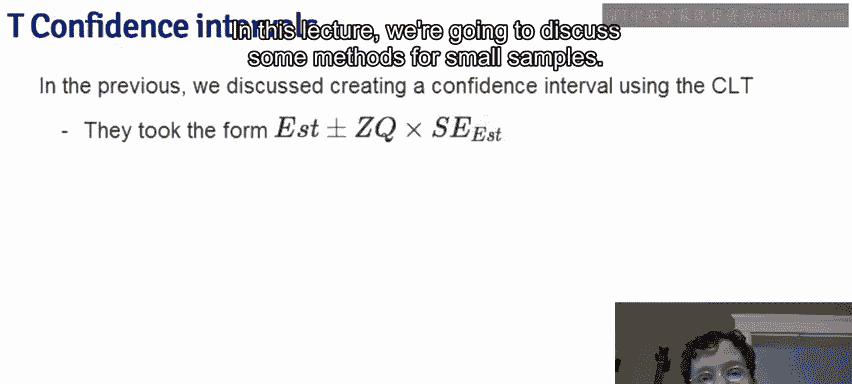 T Confidence intervals
In this lecture, we're going to discuss
some methods for small samples.
In the previous, we discussed creating a confidence interval using the CLT
- They took the form Est ± ZQ × SE_Est